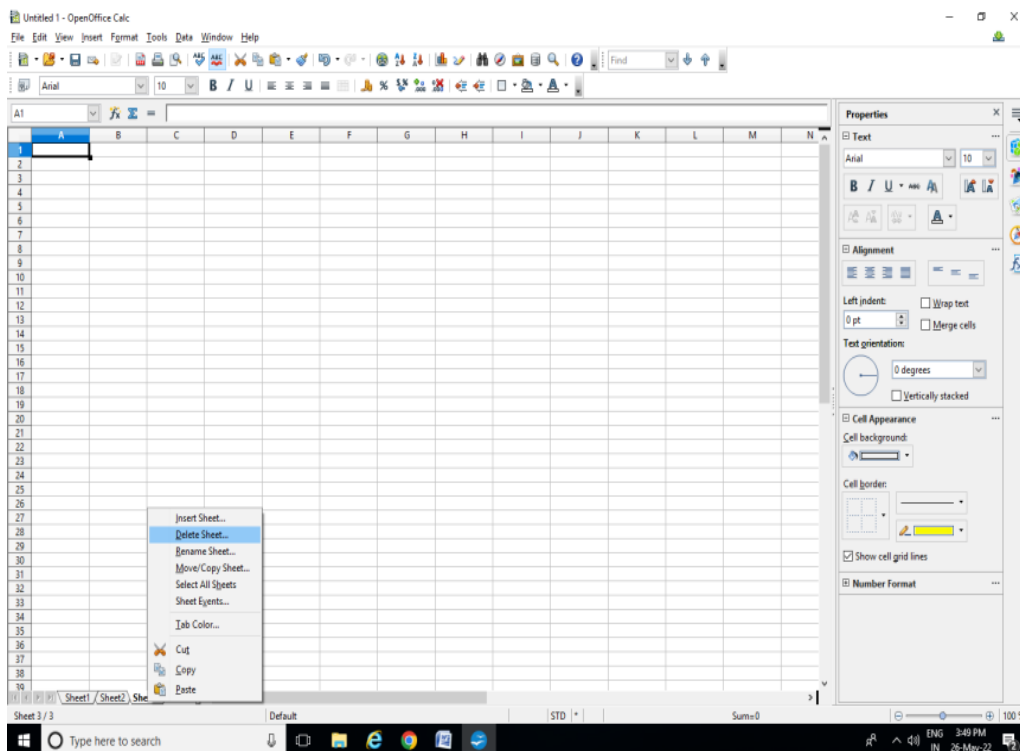 Untitled 1 - OpenOffice Calc
File Edit View Insert Format Tools Data Window Help
Find
Arial 10 B I U
A1 fx Σ =
Properties
A B C D E F G H I J K L M N
Text
Arial 10
B I U ABC
Alignment
Left indent: Wrap text
0 pt Merge cells
Text orientation:
0 degrees
Vertically stacked
Cell Appearance
Cell background:
Cell border:
Show cell grid lines
Number Format
1
2
3
4
5
6
7
8
9
10
11
12
13
14
15
16
17
18
19
20
21
22
23
24
25
26
27
28
29
30
31
32
33
34
35
36
37
38
39
Insert Sheet...
Delete Sheet...
Rename Sheet...
Move/Copy Sheet...
Select All Sheets
Sheet Events...
Tab Color...
Cut
Copy
Paste
Sheet1 Sheet2 She
Sheet 3 / 3 Default STD * Sum=0 100
Type here to search ENG 3:49 PM
IN 26-May-22